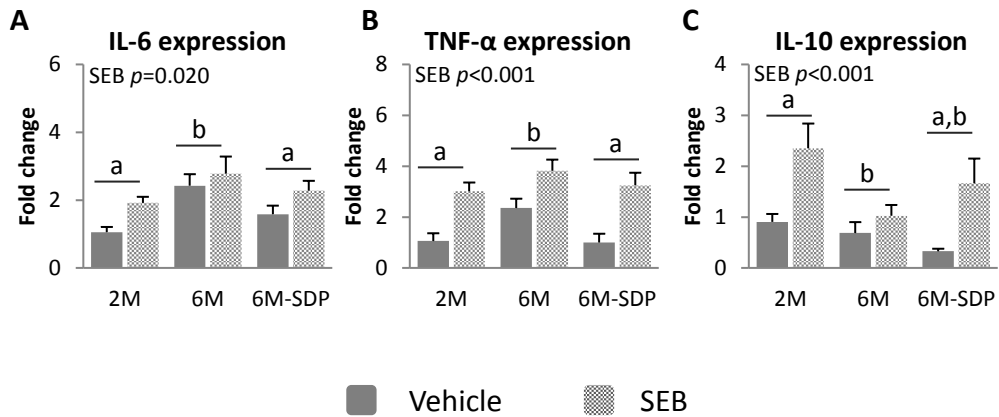 A
IL-6 expression
SEB p=0.020
Fold change
6
4
2
0
a
b
a
2M
6M
6M-SDP
B
TNF-α expression
SEB p<0.001
Fold change
8
6
4
2
0
a
b
a
2M
6M
6M-SDP
C
IL-10 expression
SEB p<0.001
Fold change
4
3
2
1
0
a
b
a,b
2M
6M
6M-SDP
Vehicle
SEB